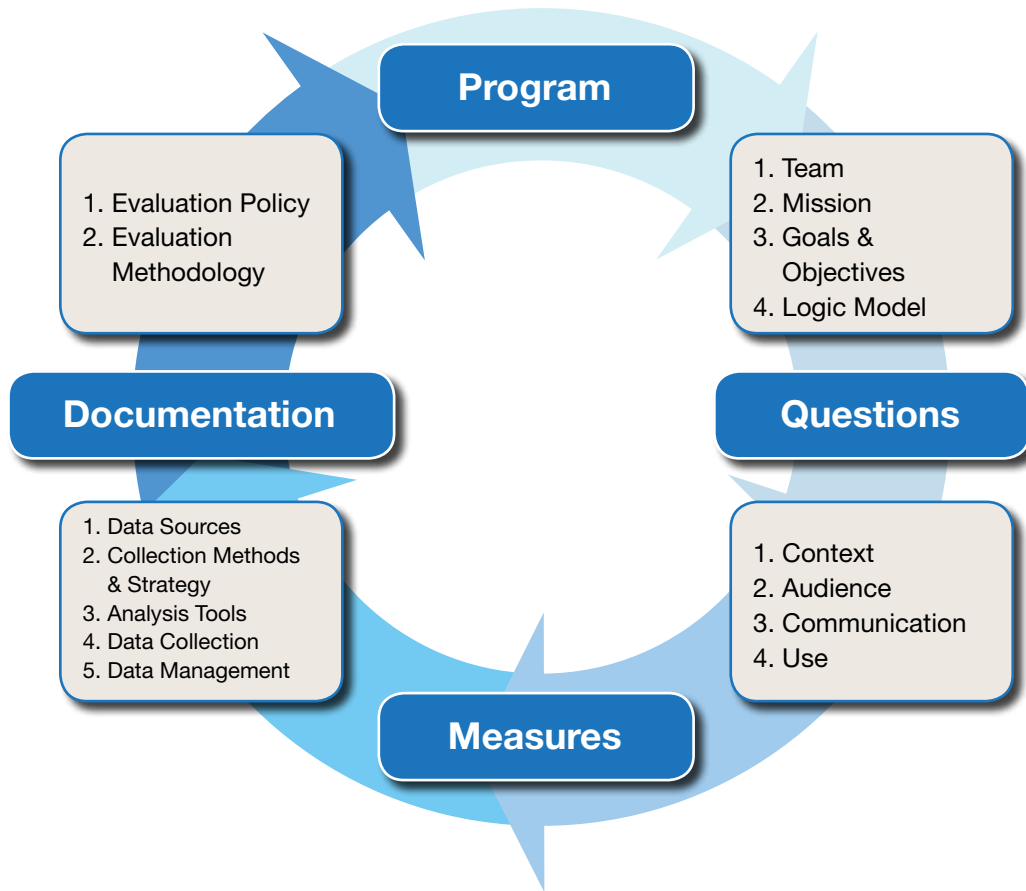 Program
1. Evaluation Policy
2. Evaluation
Methodology
1. Team
2. Mission
3. Goals &
Objectives
4. Logic Model
Documentation
Questions
1. Data Sources
2. Collection Methods
& Strategy
3. Analysis Tools
4. Data Collection
5. Data Management
1. Context
2. Audience
3. Communication
4. Use
Measures